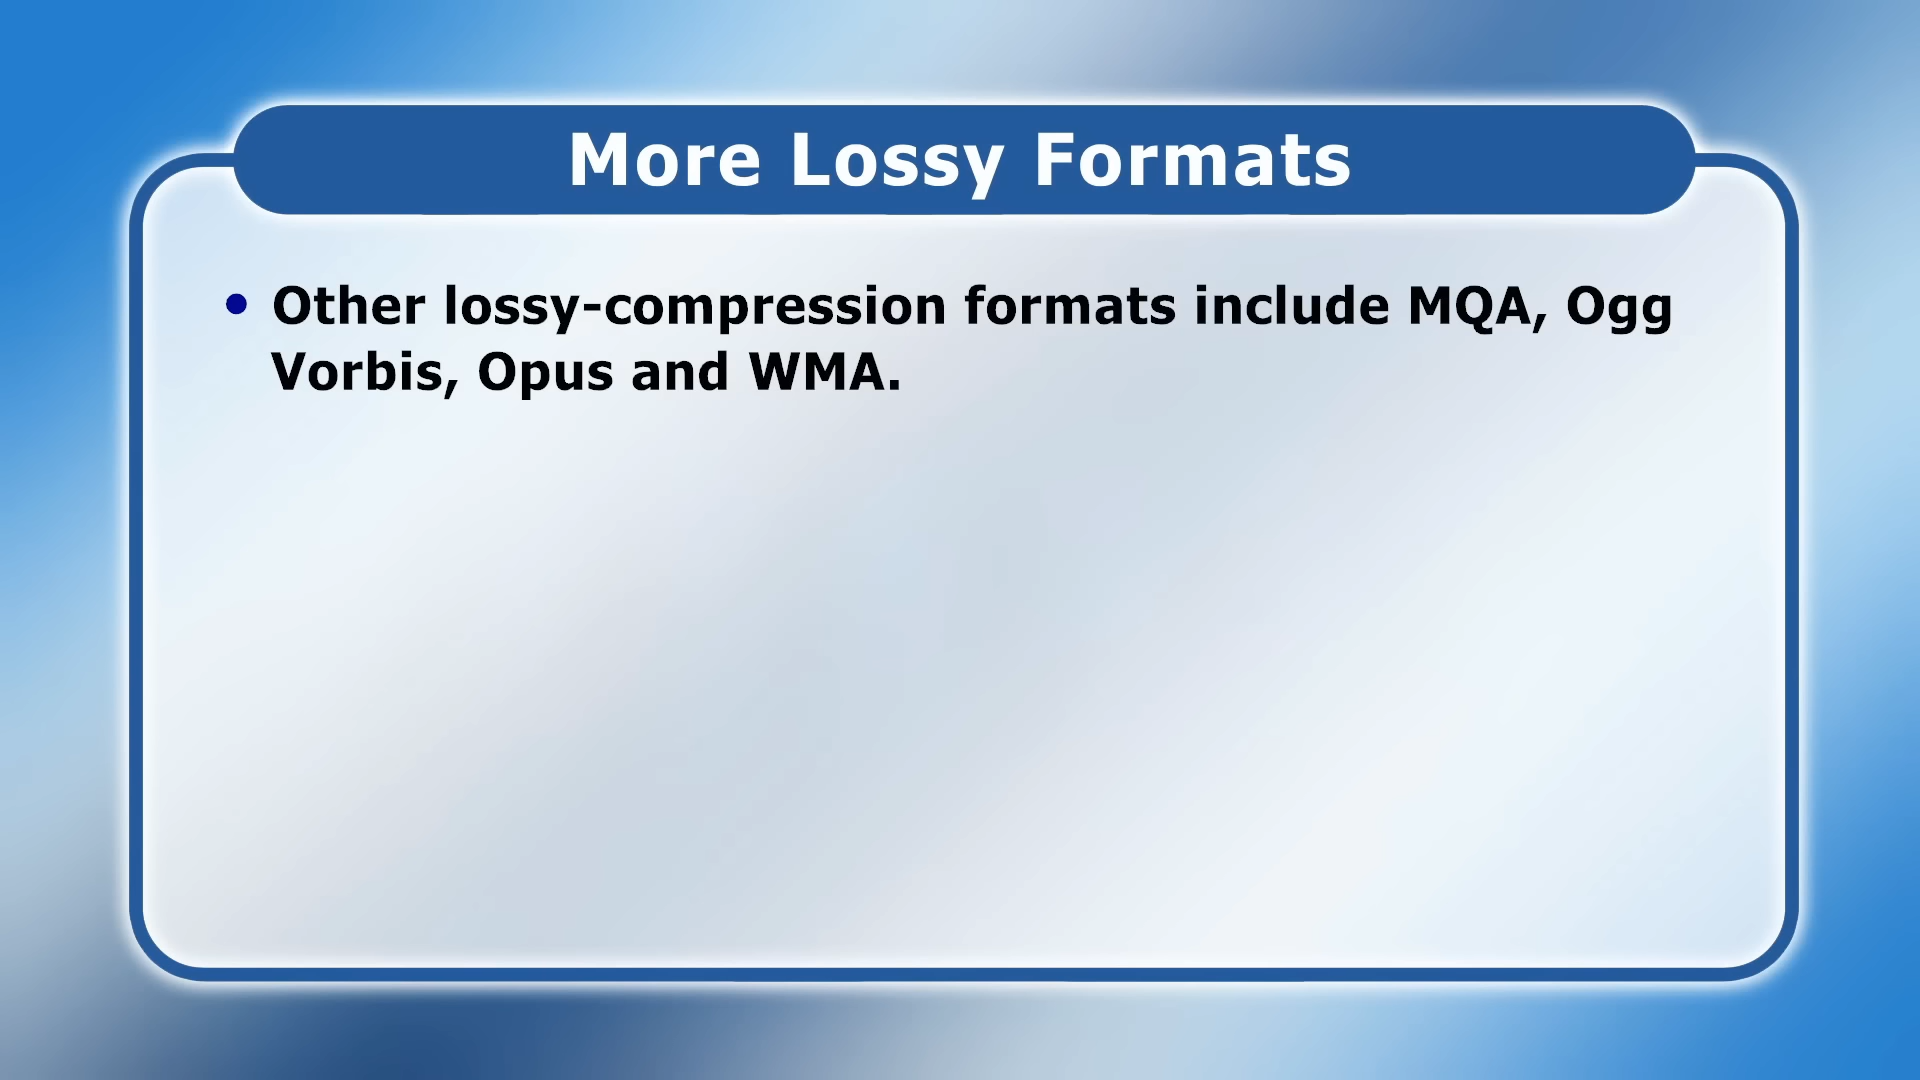 More Lossy Formats
• Other lossy-compression formats include MQA, Ogg
Vorbis, Opus and WMA.